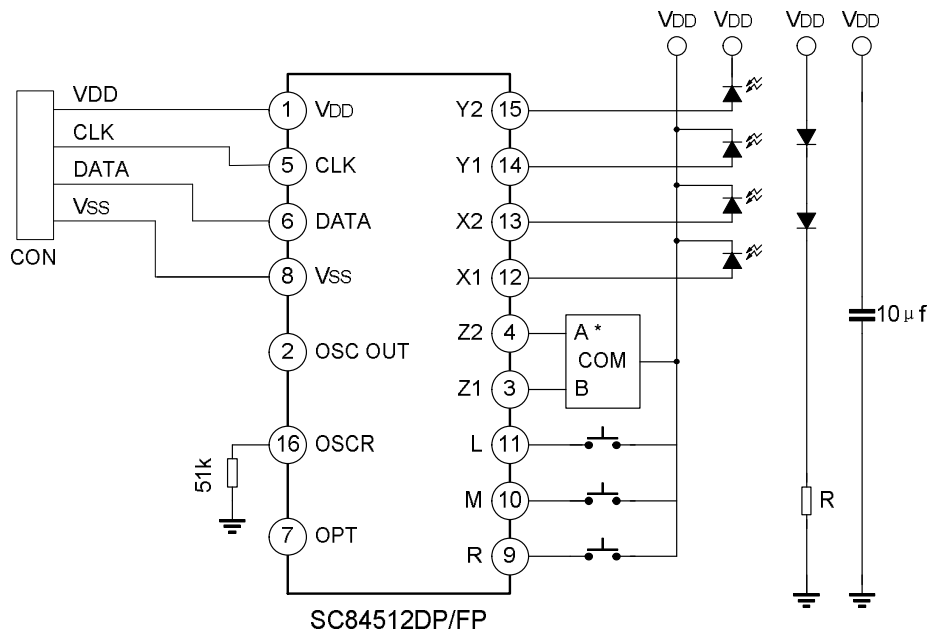 VDD VDD VDD VDD
VDD
CLK
DATA
VSS
CON
1 VDD
5 CLK
6 DATA
8 VSS
2 OSC OUT
16 OSCR
51k
7 OPT
Y2 15
Y1 14
X2 13
X1 12
Z2 4
Z1 3
L 11
M 10
R 9
A *
COM
B
10μf
R
SC84512DP/FP